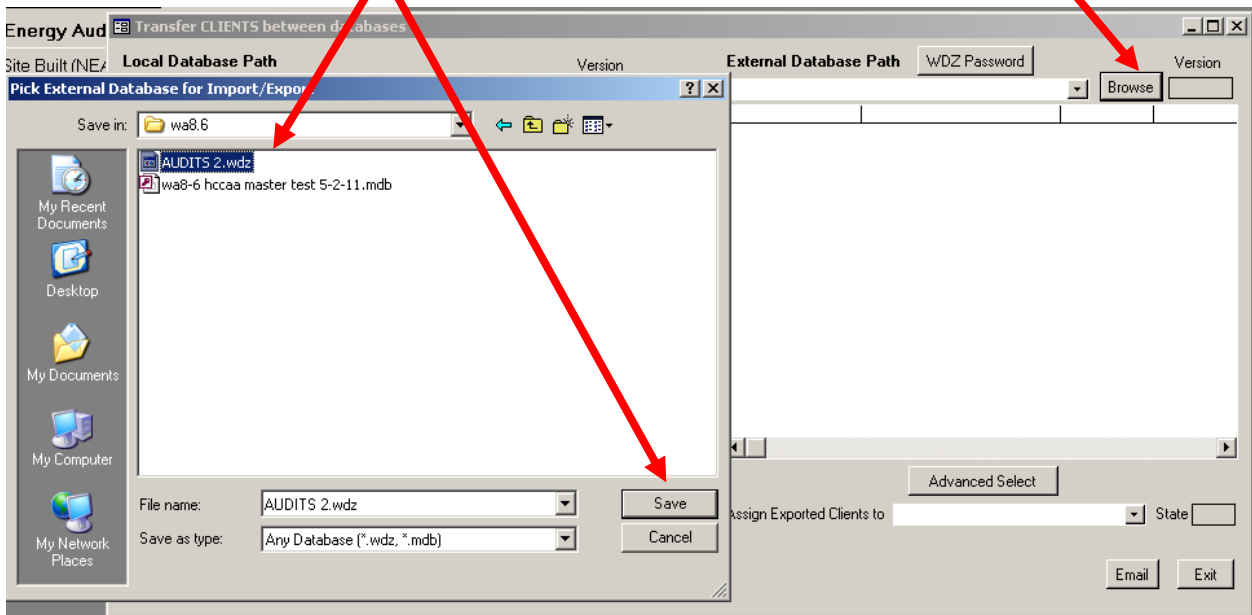 Energy Aud
Transfer CLIENTS between databases
Site Built (NEA
Local Database Path
Version
External Database Path
WDZ Password
Version
Browse
Pick External Database for Import/Export
Save in:
wa8.6
AUDITS 2.wdz
wa8-6 hccaa master test 5-2-11.mdb
My Recent
Documents
Desktop
My Documents
My Computer
My Network
Places
File name:
AUDITS 2.wdz
Save
Save as type:
Any Database (*.wdz, *.mdb)
Cancel
Advanced Select
Assign Exported Clients to
State
Email
Exit